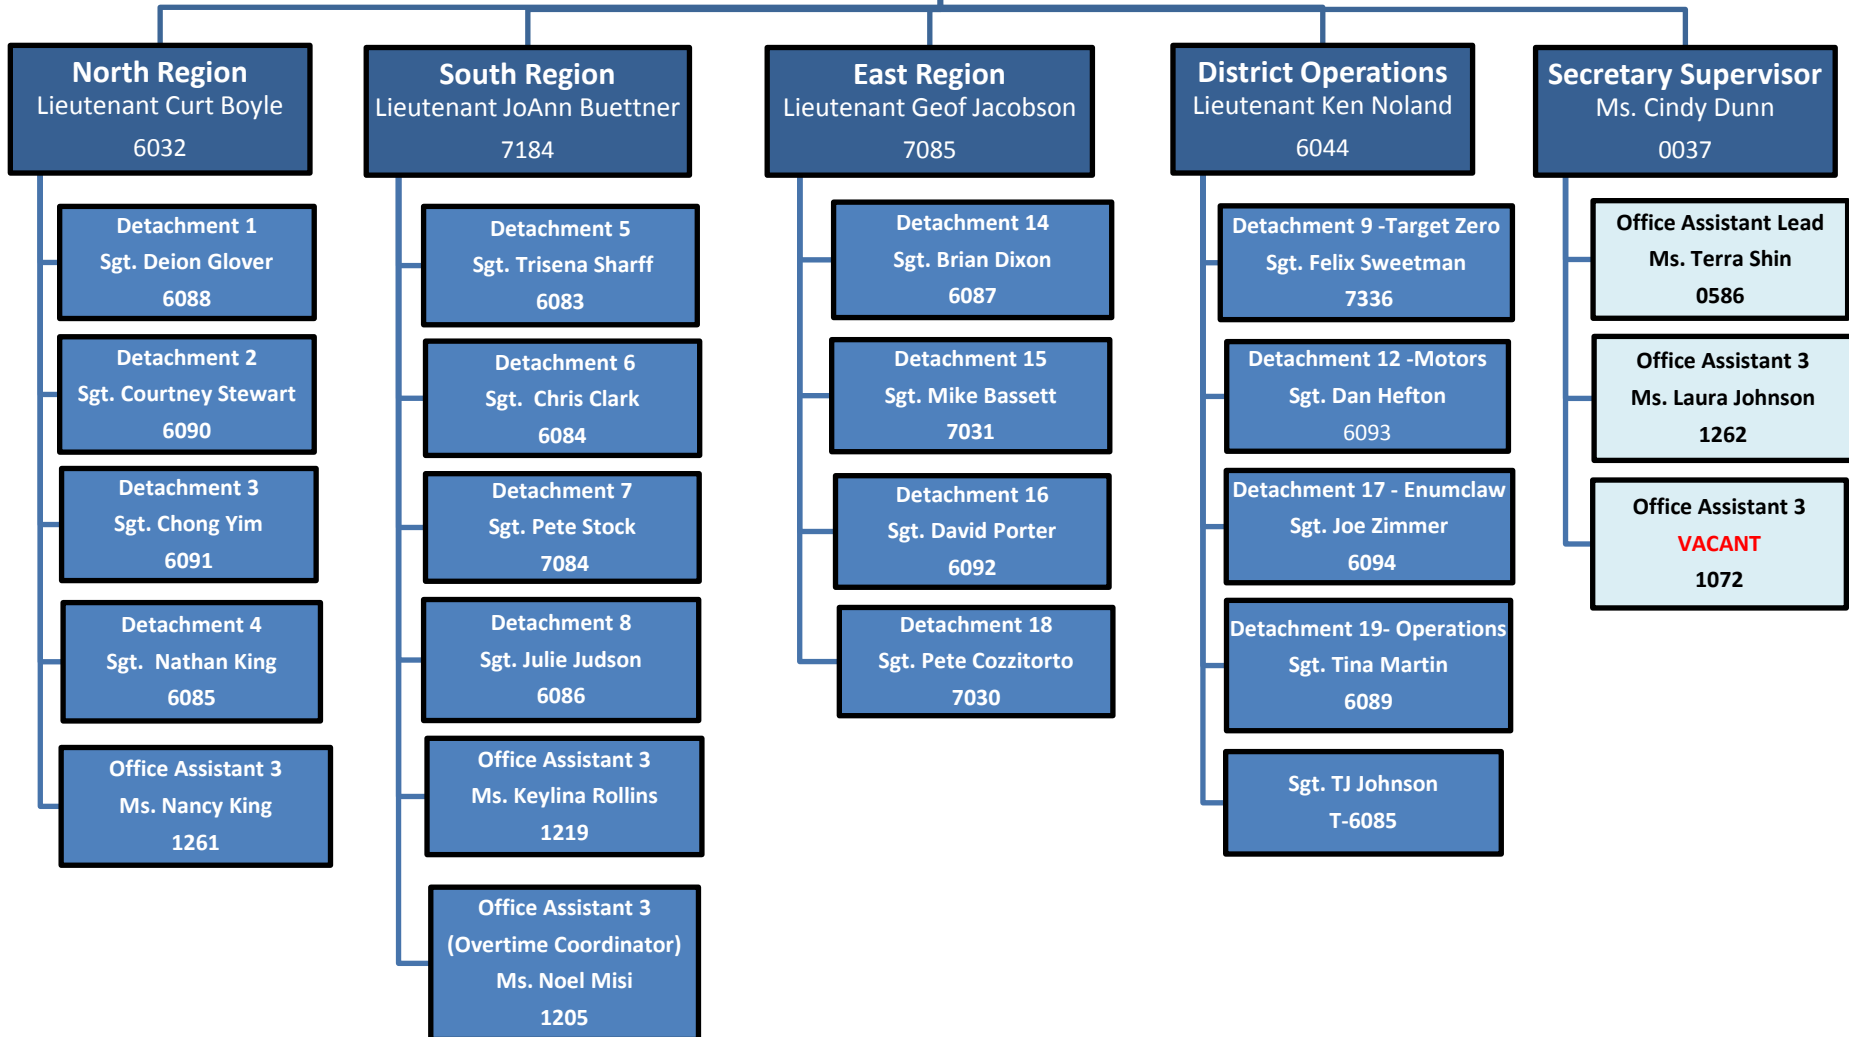 North Region
Lieutenant Curt Boyle
6032
Detachment 1
Sgt. Deion Glover
6088
Detachment 2
Sgt. Courtney Stewart
6090
Detachment 3
Sgt. Chong Yim
6091
Detachment 4
Sgt. Nathan King
6085
Office Assistant 3
Ms. Nancy King
1261
South Region
Lieutenant JoAnn Buettner
7184
Detachment 5
Sgt. Trisena Sharff
6083
Detachment 6
Sgt. Chris Clark
6084
Detachment 7
Sgt. Pete Stock
7084
Detachment 8
Sgt. Julie Judson
6086
Office Assistant 3
Ms. Keylina Rollins
1219
Office Assistant 3
(Overtime Coordinator)
Ms. Noel Misi
1205
East Region
Lieutenant Geof Jacobson
7085
Detachment 14
Sgt. Brian Dixon
6087
Detachment 15
Sgt. Mike Bassett
7031
Detachment 16
Sgt. David Porter
6092
Detachment 18
Sgt. Pete Cozzitorto
7030
District Operations
Lieutenant Ken Noland
6044
Detachment 9 -Target Zero
Sgt. Felix Sweetman
7336
Detachment 12 -Motors
Sgt. Dan Hefton
6093
Detachment 17 - Enumclaw
Sgt. Joe Zimmer
6094
Detachment 19- Operations
Sgt. Tina Martin
6089
Sgt. TJ Johnson
T-6085
Secretary Supervisor
Ms. Cindy Dunn
0037
Office Assistant Lead
Ms. Terra Shin
0586
Office Assistant 3
Ms. Laura Johnson
1262
Office Assistant 3
VACANT
1072